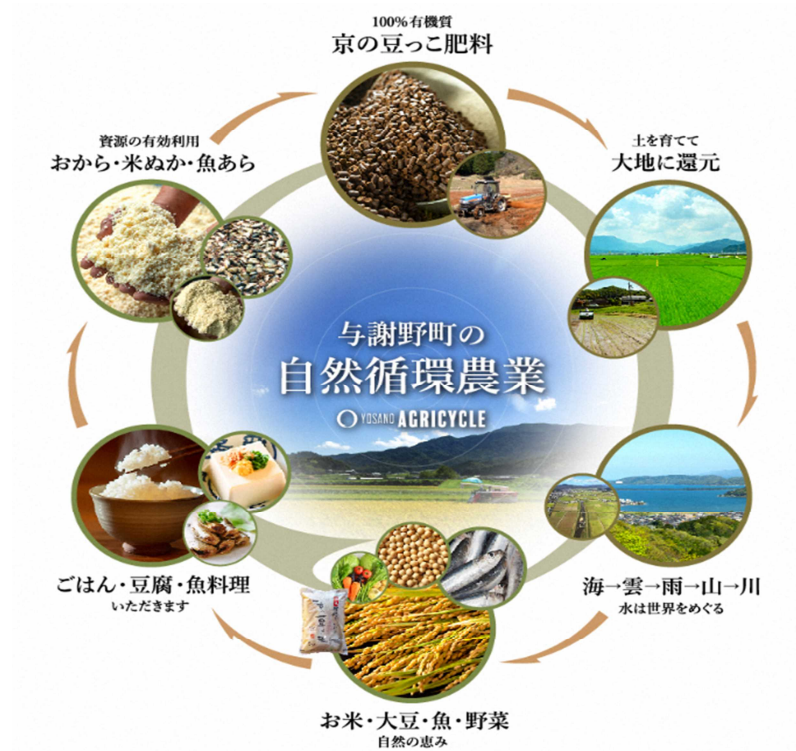 100%有機質
京の豆っこ肥料
土を育てて
大地に還元
資源の有効利用
おから・米ぬか・魚あら
与謝野町の
自然循環農業
YOSANO AGRICYCLE
海→雲→雨→山→川
水は世界をめぐる
ごはん・豆腐・魚料理
いただきます
お米・大豆・魚・野菜
自然の恵み